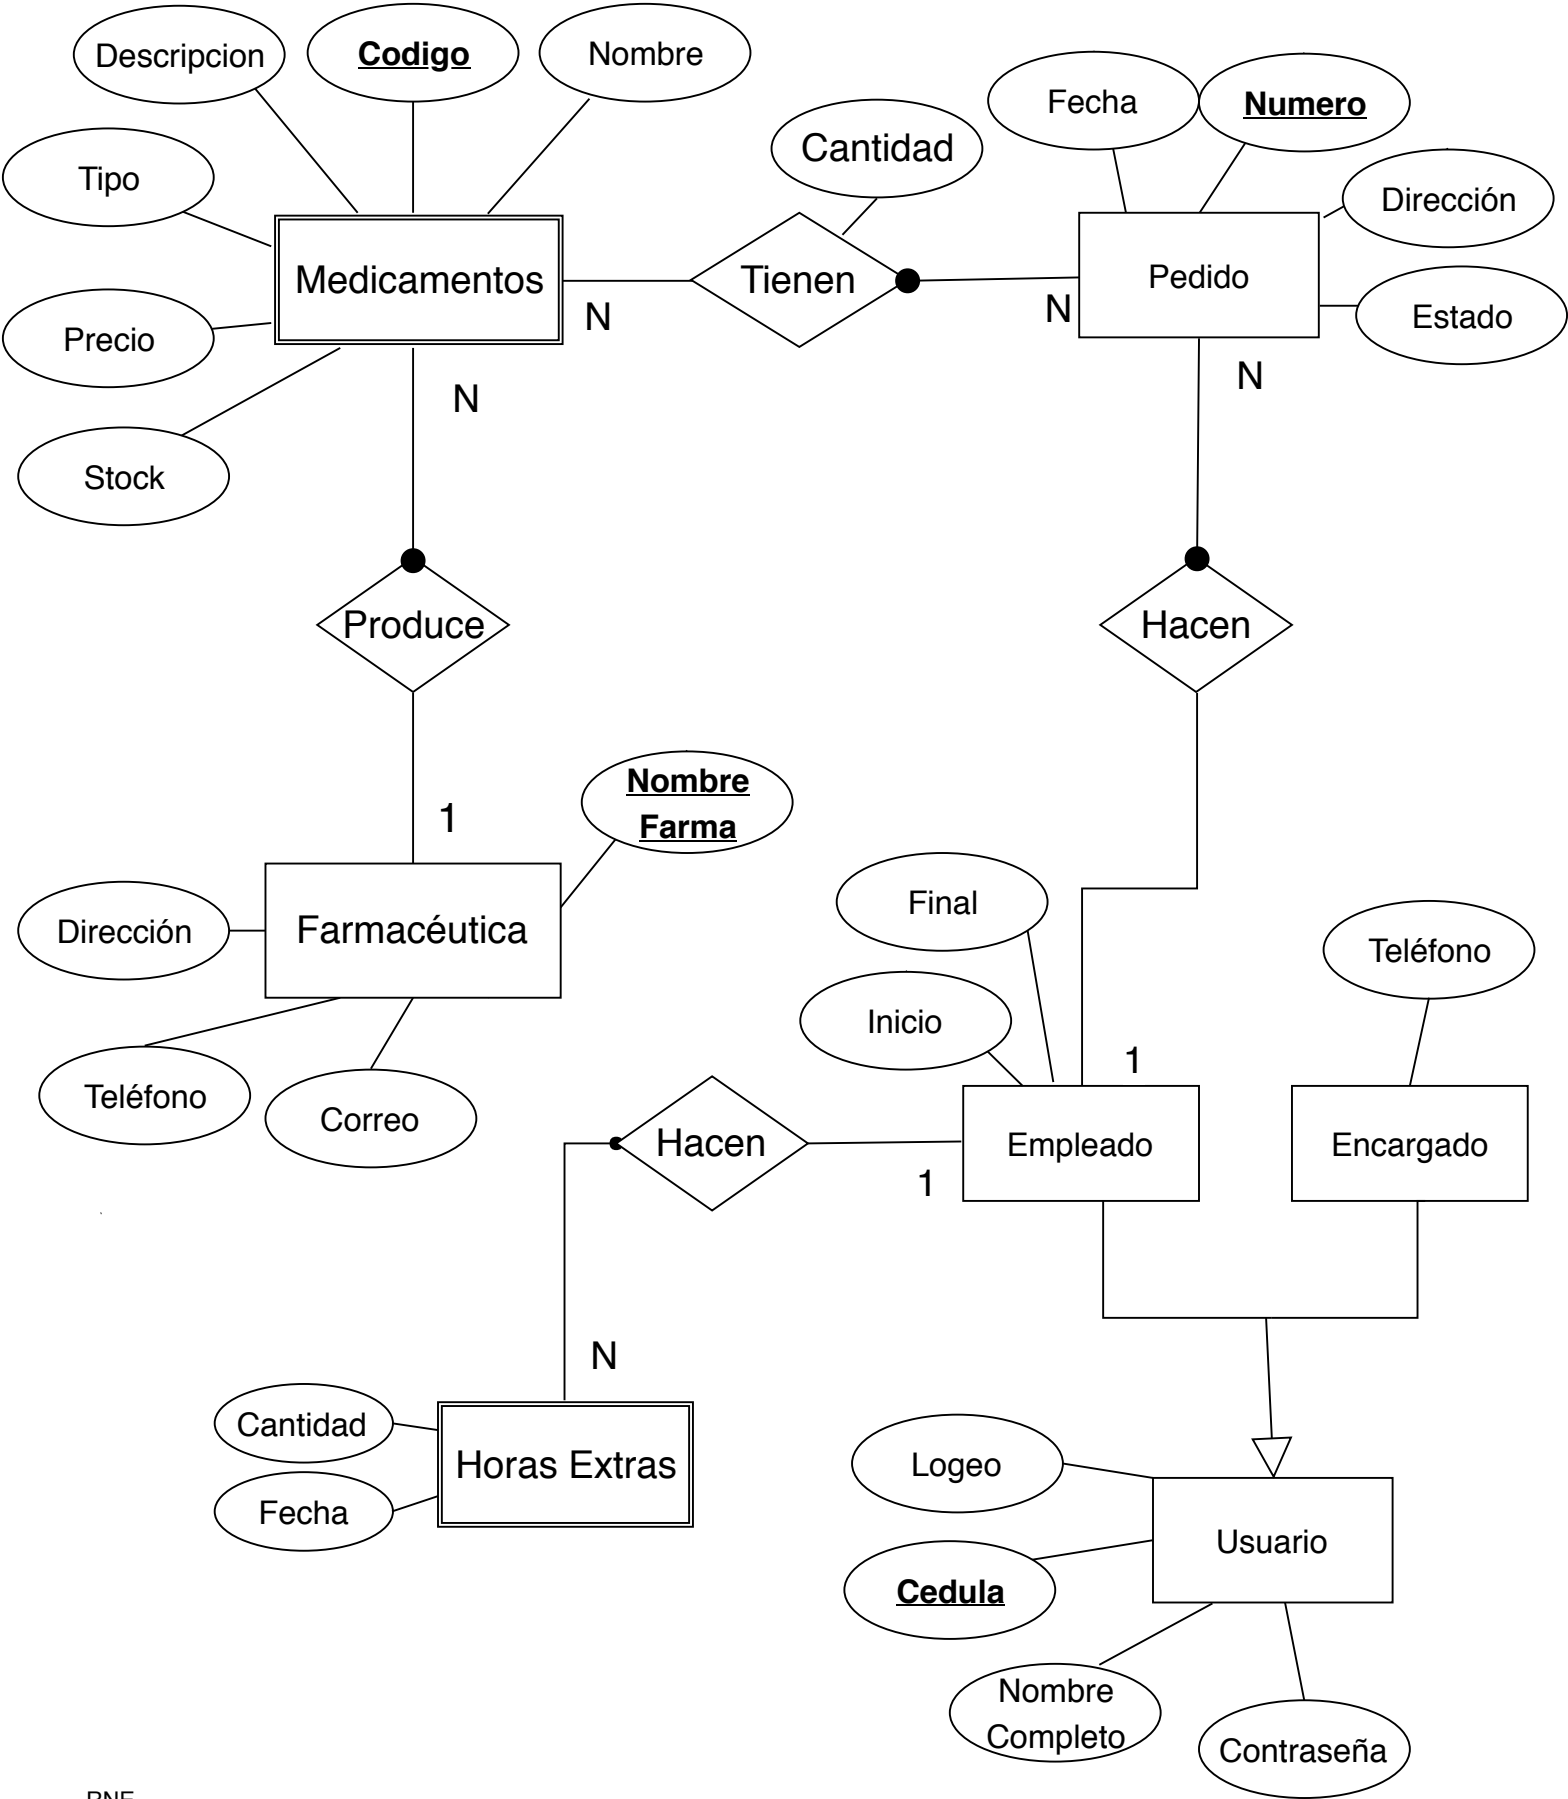 Descripcion
Codigo
Nombre
Fecha
Numero
Cantidad
Tipo
Dirección
Medicamentos
Tienen
Pedido
N
N
Precio
Estado
N
N
Stock
Produce
Hacen
Nombre
Farma
1
Final
Dirección
Farmacéutica
Teléfono
Inicio
1
Teléfono
Correo
Hacen
Empleado
Encargado
1
N
Cantidad
Horas Extras
Logeo
Fecha
Usuario
Cedula
Nombre
Completo
Contraseña
RNE